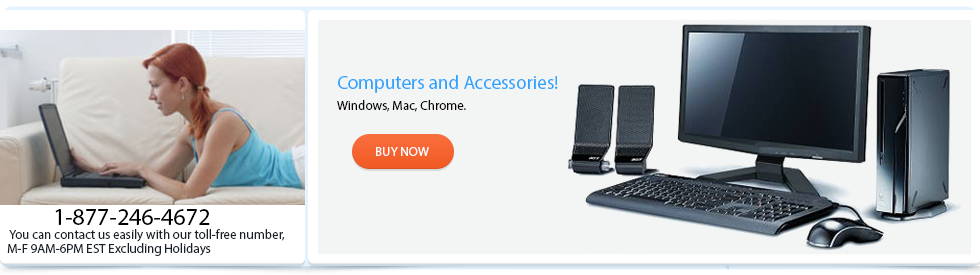 1-877-246-4672
You can contact us easily with our toll-free number,
M-F 9AM-6PM EST Excluding Holidays
Computers and Accessories!
Windows, Mac, Chrome.
BUY NOW